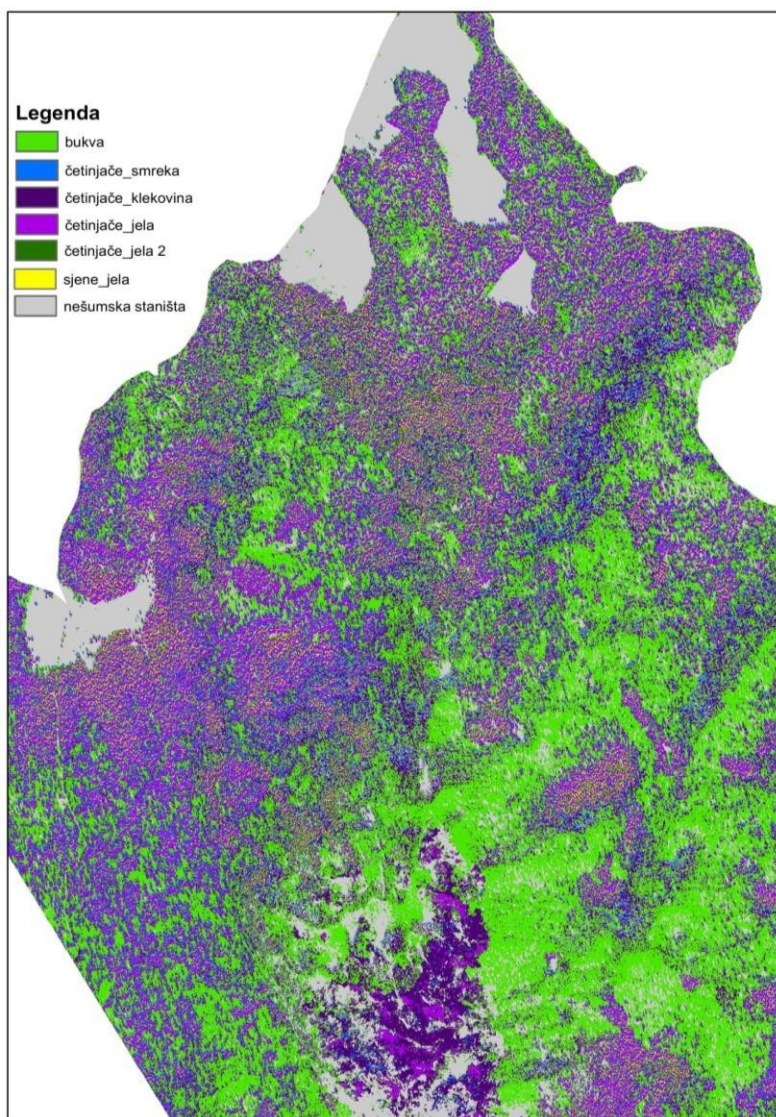 Legenda
bukva
četinjače_smreka
četinjače_klekovina
četinjače_jela
četinjače_jela 2
sjene_jela
nešumska staništa